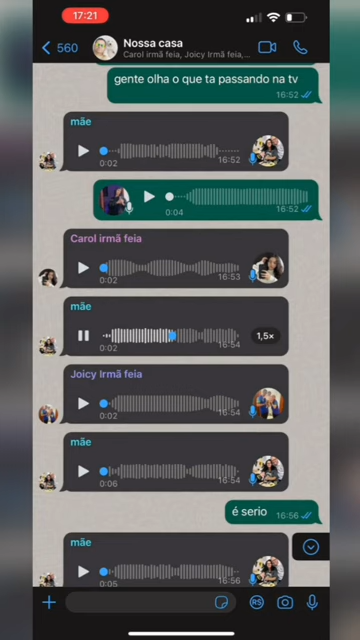 17:21
560
Nossa casa
Carol irmã feia, Joicy Irmã feia,...
gente olha o que ta passando na tv
16:52
mãe
0:02
16:52
0:04
16:52
Carol irmã feia
0:02
16:53
mãe
1,5×
0:02
16:54
Joicy Irmã feia
0:02
16:54
mãe
0:06
16:54
é serio
16:56
mãe
0:05
16:56
R$